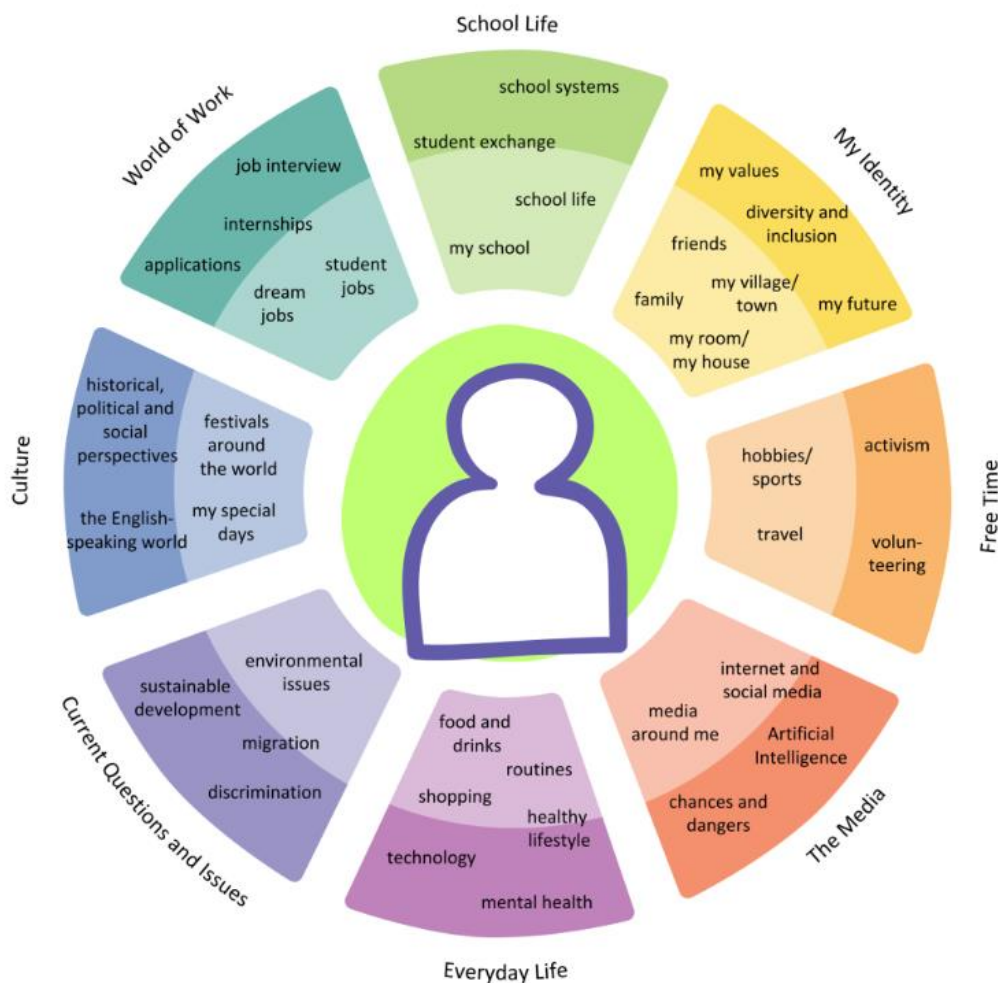 School Life
school systems
student exchange
school life
my school
My Identity
my values
diversity and
inclusion
friends
my village/
town
family
my future
my room/
my house
Free Time
activism
hobbies/
sports
travel
volun-
teering
The Media
internet and
social media
media
around me
Artificial
Intelligence
chances and
dangers
Everyday Life
food and
drinks
routines
shopping
healthy
lifestyle
technology
mental health
Current Questions and Issues
environmental
issues
sustainable
development
migration
discrimination
Culture
historical,
political and
social
perspectives
festivals
around
the world
my special
days
the English-
speaking world
World of Work
job interview
internships
applications
student
jobs
dream
jobs